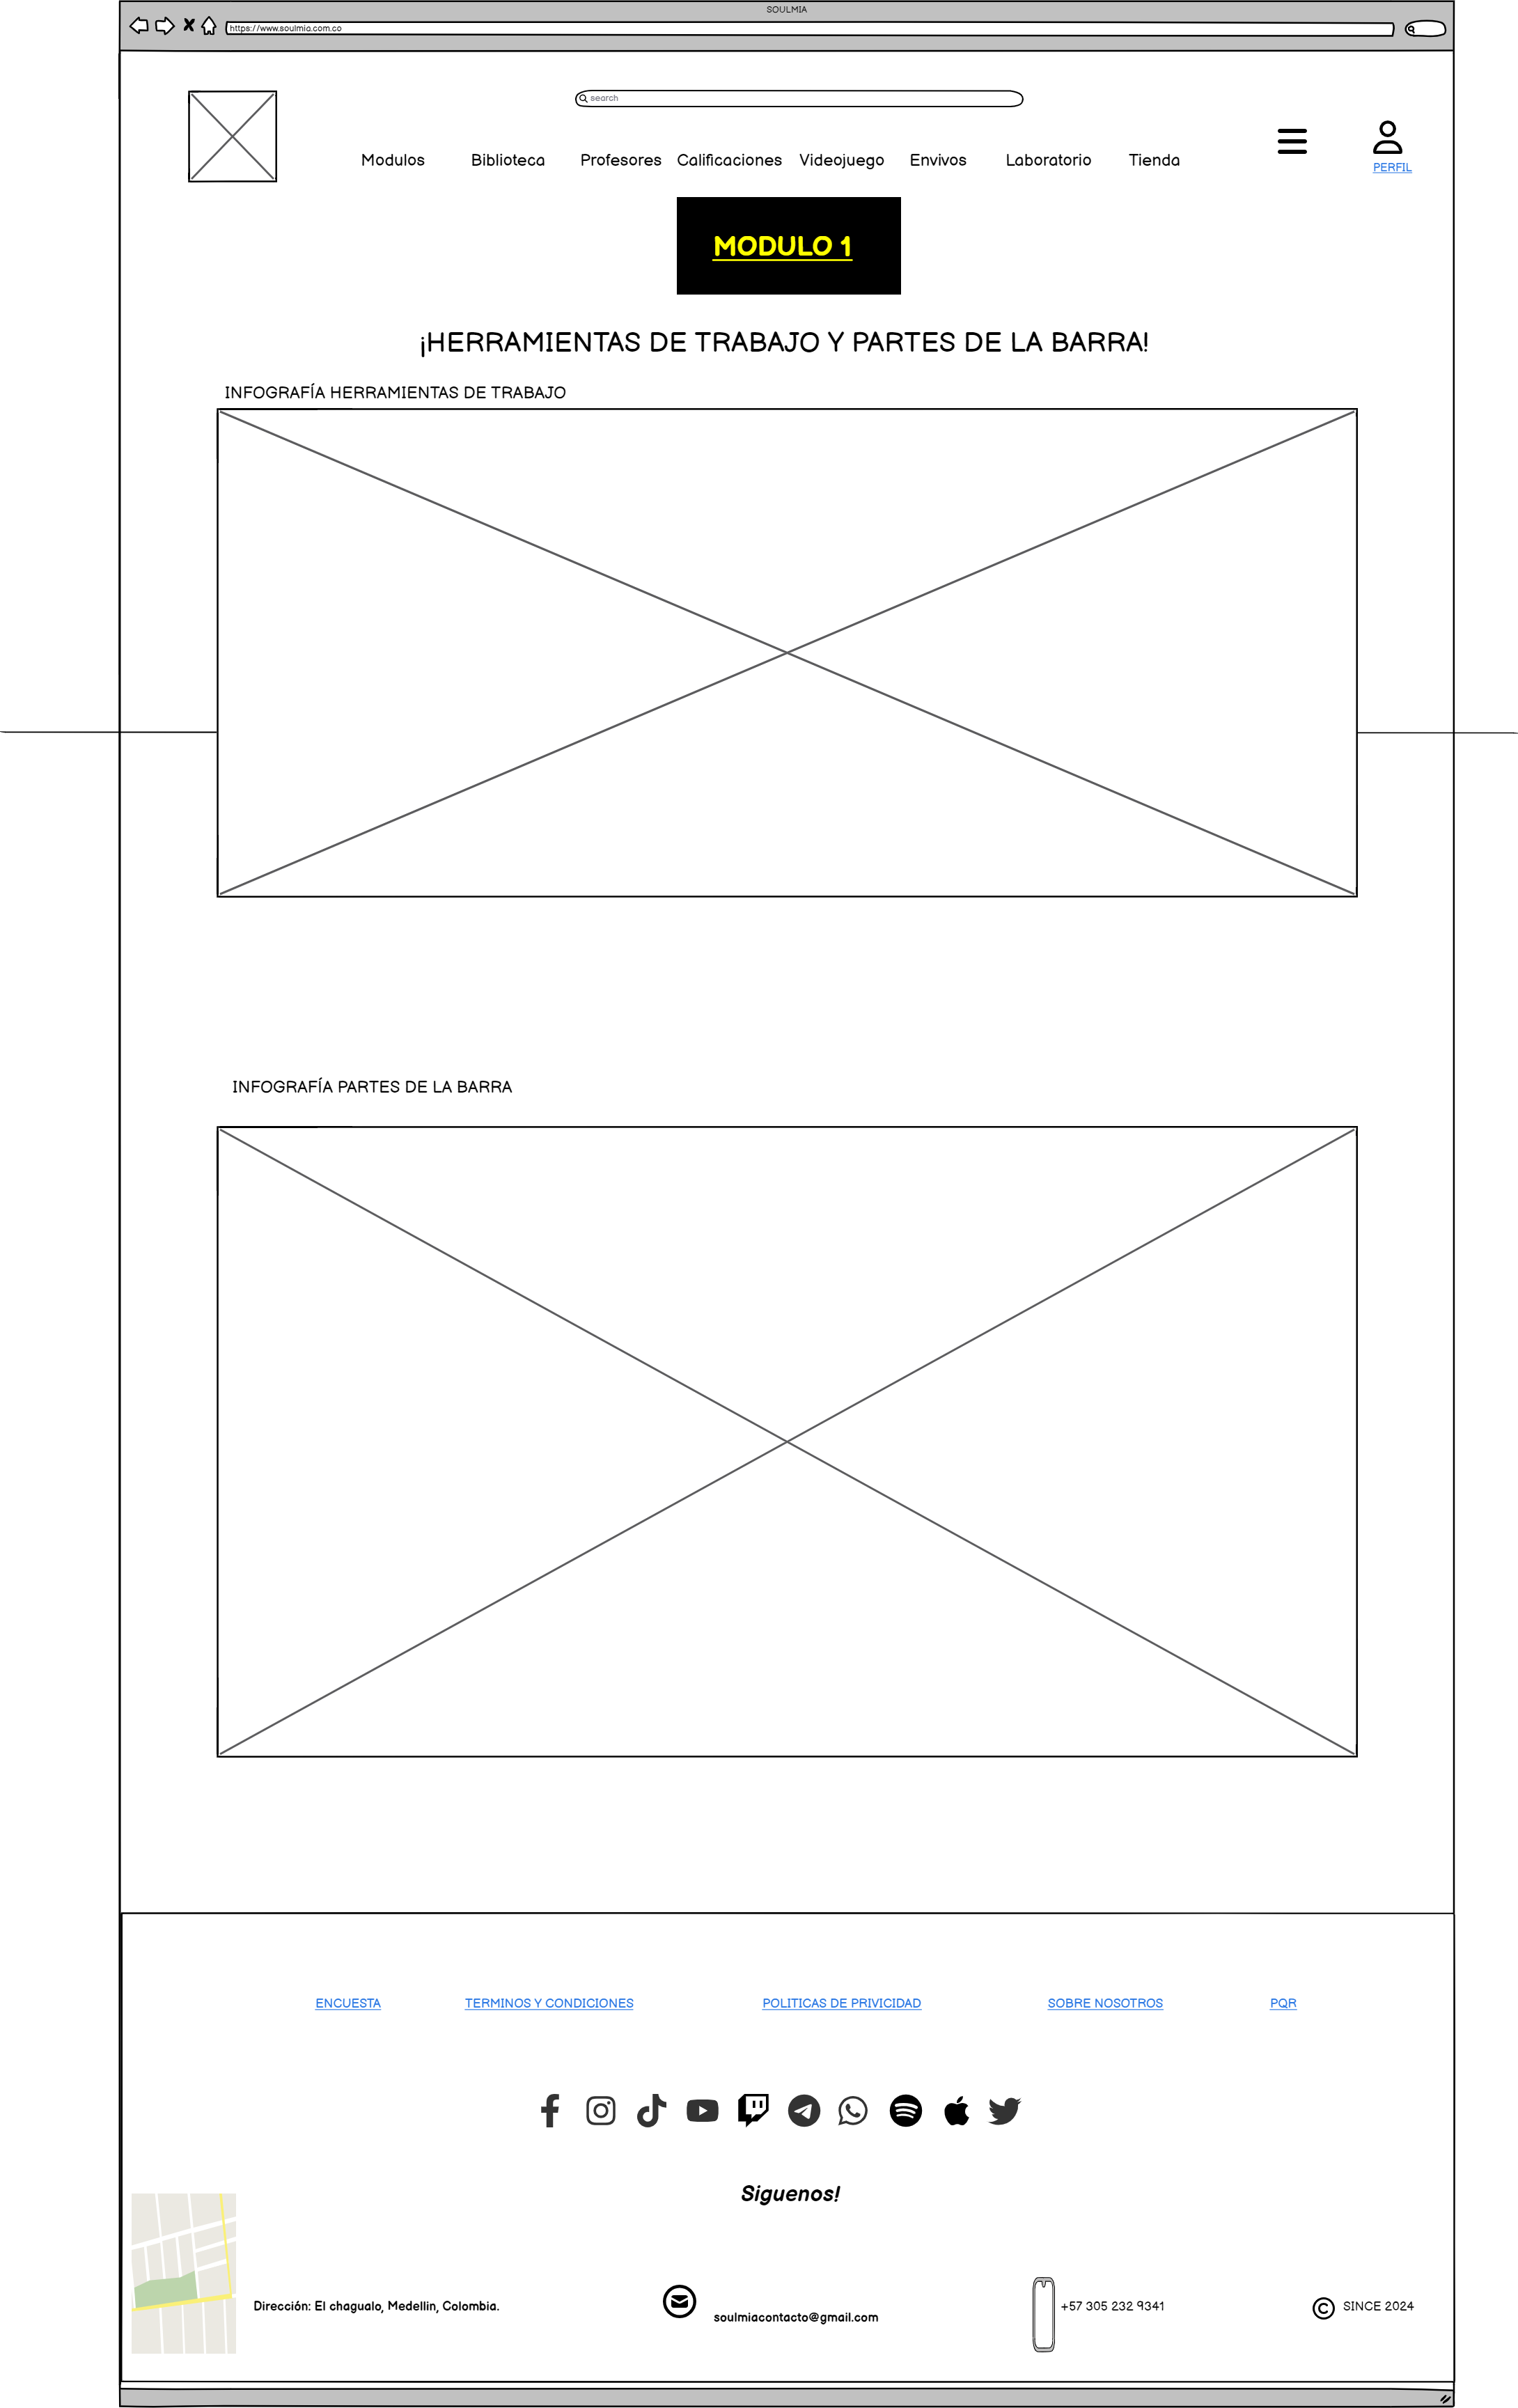 SOULMIA
https://www.soulmia.com.co
search
Modulos Biblioteca Profesores Calificaciones Videojuego Envivos Laboratorio Tienda
PERFIL
MODULO 1
¡HERRAMIENTAS DE TRABAJO Y PARTES DE LA BARRA!
INFOGRAFÍA HERRAMIENTAS DE TRABAJO
INFOGRAFÍA PARTES DE LA BARRA
ENCUESTA TERMINOS Y CONDICIONES POLITICAS DE PRIVICIDAD SOBRE NOSOTROS PQR
Siguenos!
Dirección: El chagualo, Medellin, Colombia.
soulmiacontacto@gmail.com
+57 305 232 9341
© SINCE 2024